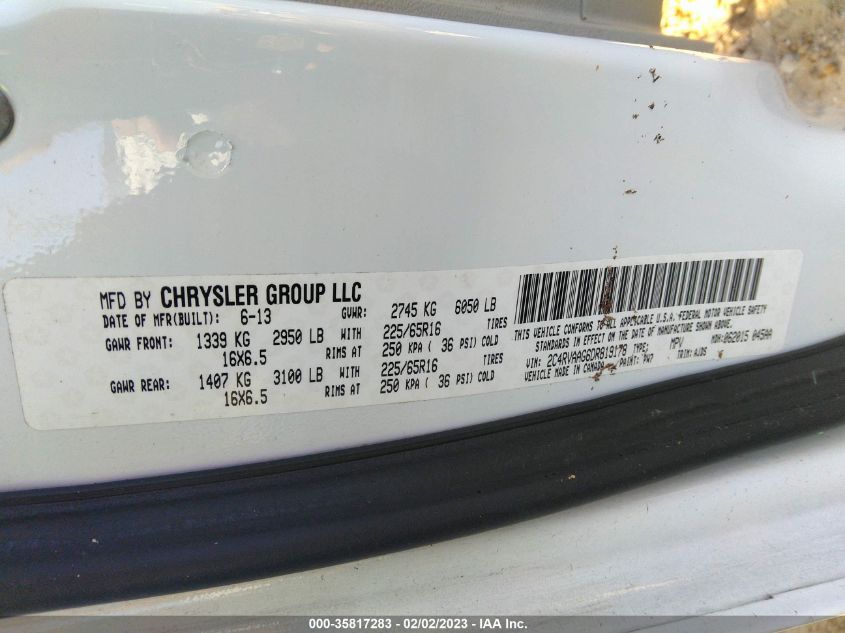 MFD BY CHRYSLER GROUP LLC
DATE OF MFR(BUILT): 6-13 GVWR: 2745 KG 6050 LB
GAWR FRONT: 1339 KG 2950 LB WITH 225/65R16 TIRES
16X6.5 RIMS AT 250 KPA ( 36 PSI) COLD
GAWR REAR: 1407 KG 3100 LB WITH 225/65R16 TIRES
16X6.5 RIMS AT 250 KPA ( 36 PSI) COLD
THIS VEHICLE CONFORMS TO ALL APPLICABLE U.S.A. FEDERAL MOTOR VEHICLE SAFETY
STANDARDS IN EFFECT ON THE DATE OF MANUFACTURE SHOWN ABOVE.
VIN: 2C4RVAAG6DR819178 TYPE: MPV MDH:062015 045AA
VEHICLE MADE IN CANADA PAINT: PW7 TRIM: AJDS
000-35817283 - 02/02/2023 - IAA Inc.